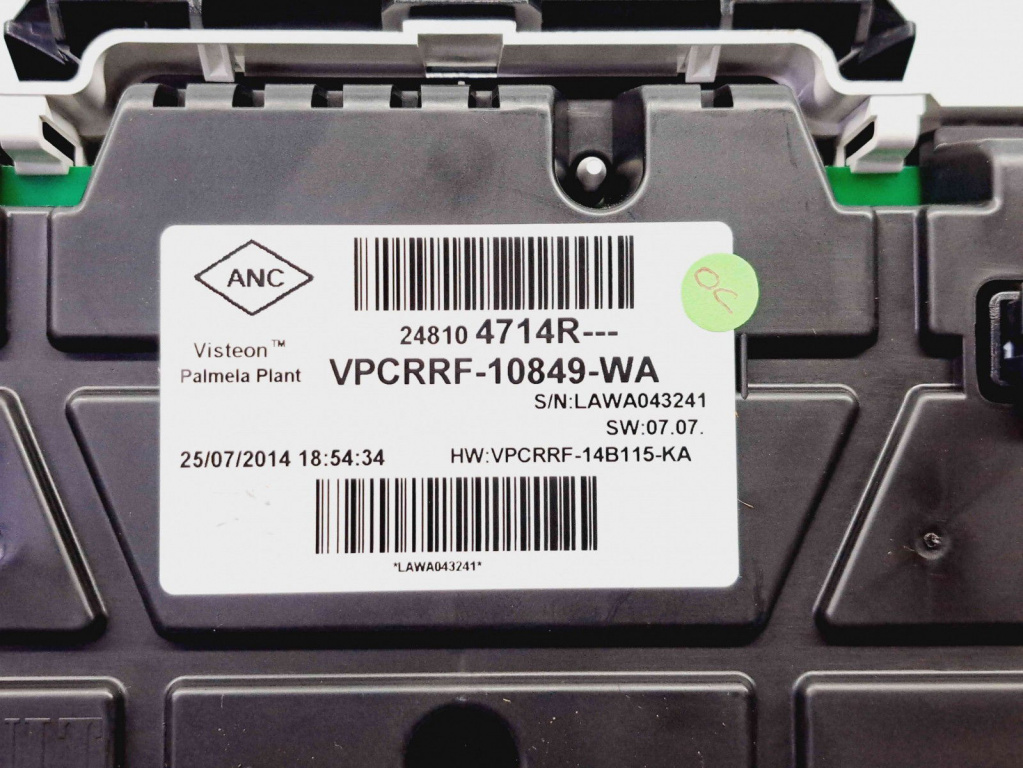 ANC
24810 4714R---
Visteon™
Palmela Plant
VPCRRF-10849-WA
S/N:LAWA043241
SW:07.07.
25/07/2014 18:54:34
HW:VPCRRF-14B115-KA
*LAWA043241*
OC